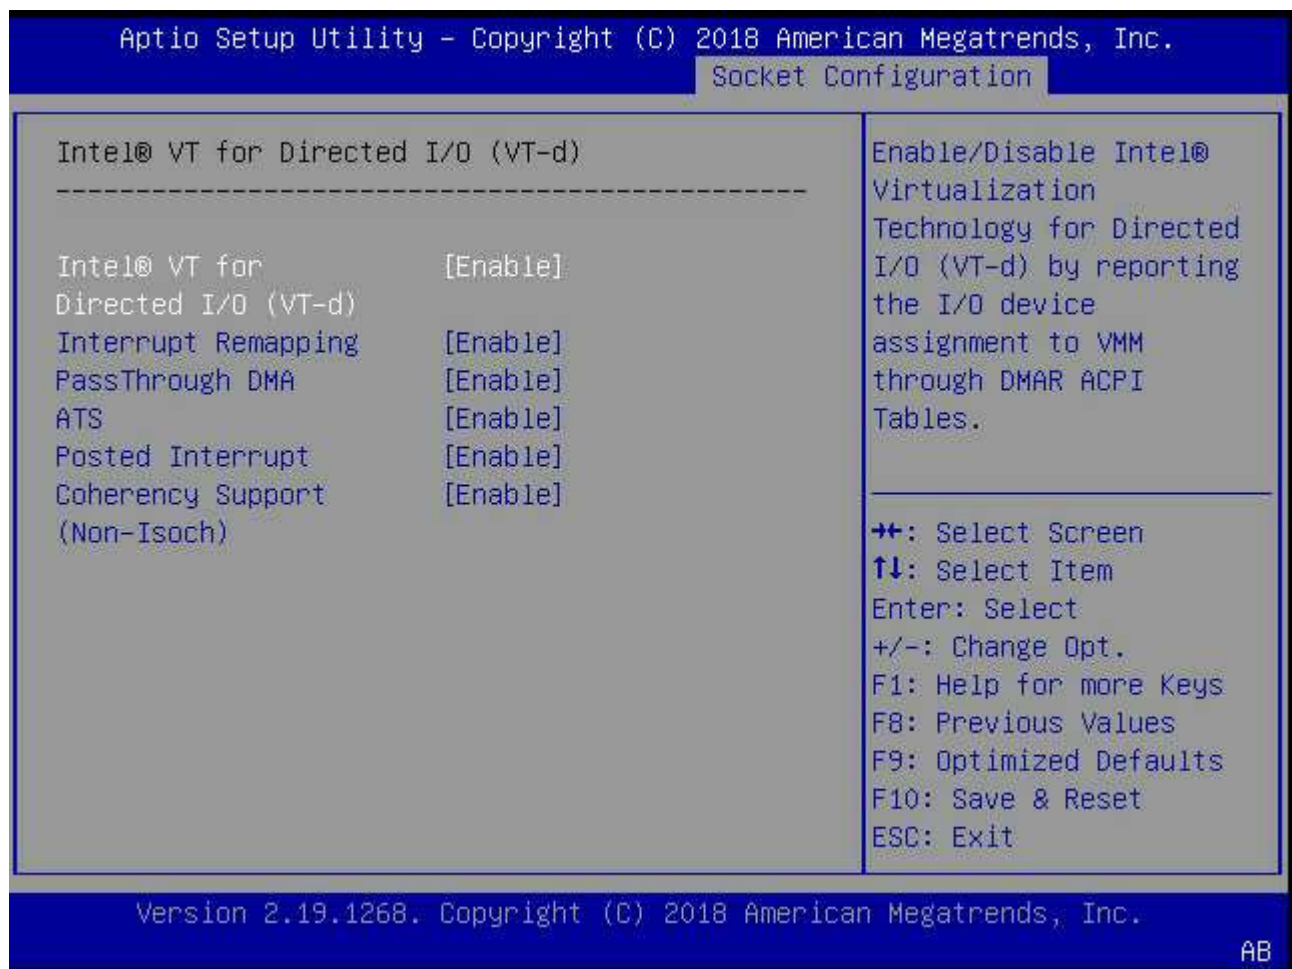 Aptio Setup Utility – Copyright (C) 2018 American Megatrends, Inc.
Socket Configuration
Intel® VT for Directed I/O (VT-d)
-----------------------------------------------
Intel® VT for [Enable]
Directed I/O (VT-d)
Interrupt Remapping [Enable]
PassThrough DMA [Enable]
ATS [Enable]
Posted Interrupt [Enable]
Coherency Support [Enable]
(Non-Isoch)
Enable/Disable Intel®
Virtualization
Technology for Directed
I/O (VT-d) by reporting
the I/O device
assignment to VMM
through DMAR ACPI
Tables.
→←: Select Screen
↑↓: Select Item
Enter: Select
+/-: Change Opt.
F1: Help for more Keys
F8: Previous Values
F9: Optimized Defaults
F10: Save & Reset
ESC: Exit
Version 2.19.1268. Copyright (C) 2018 American Megatrends, Inc.
AB